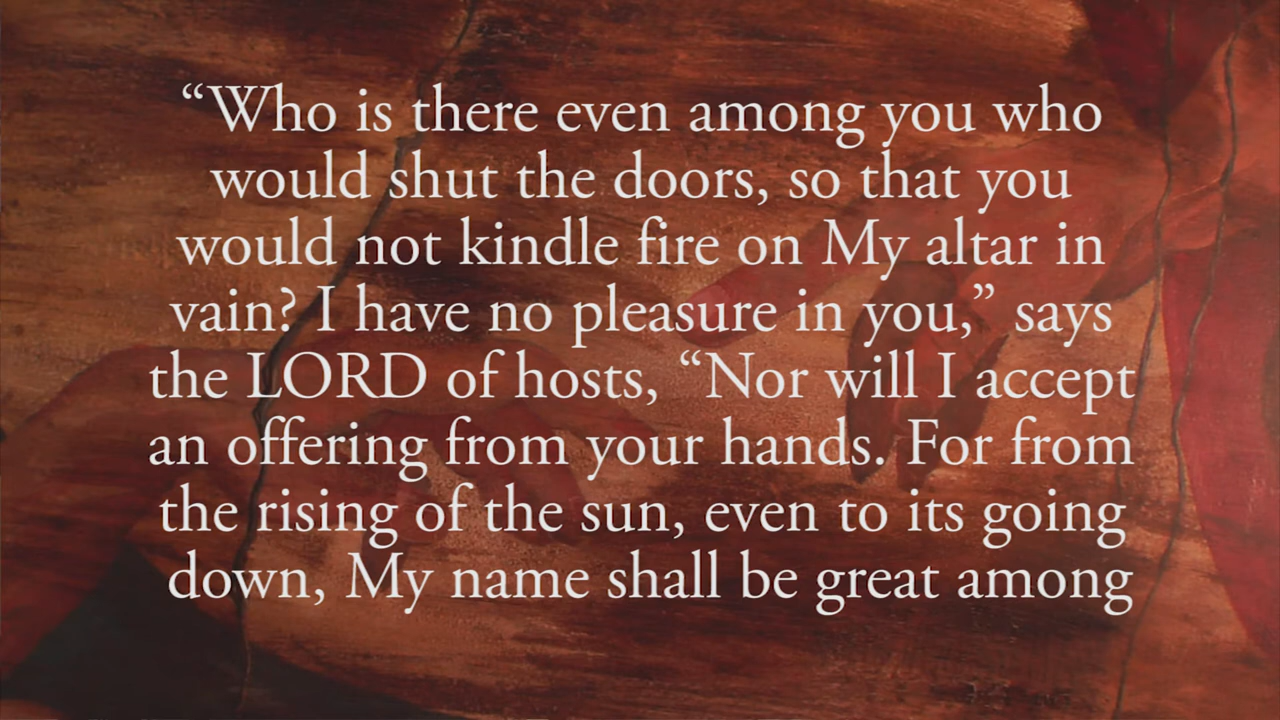 “Who is there even among you who
would shut the doors, so that you
would not kindle fire on My altar in
vain? I have no pleasure in you,” says
the LORD of hosts, “Nor will I accept
an offering from your hands. For from
the rising of the sun, even to its going
down, My name shall be great among